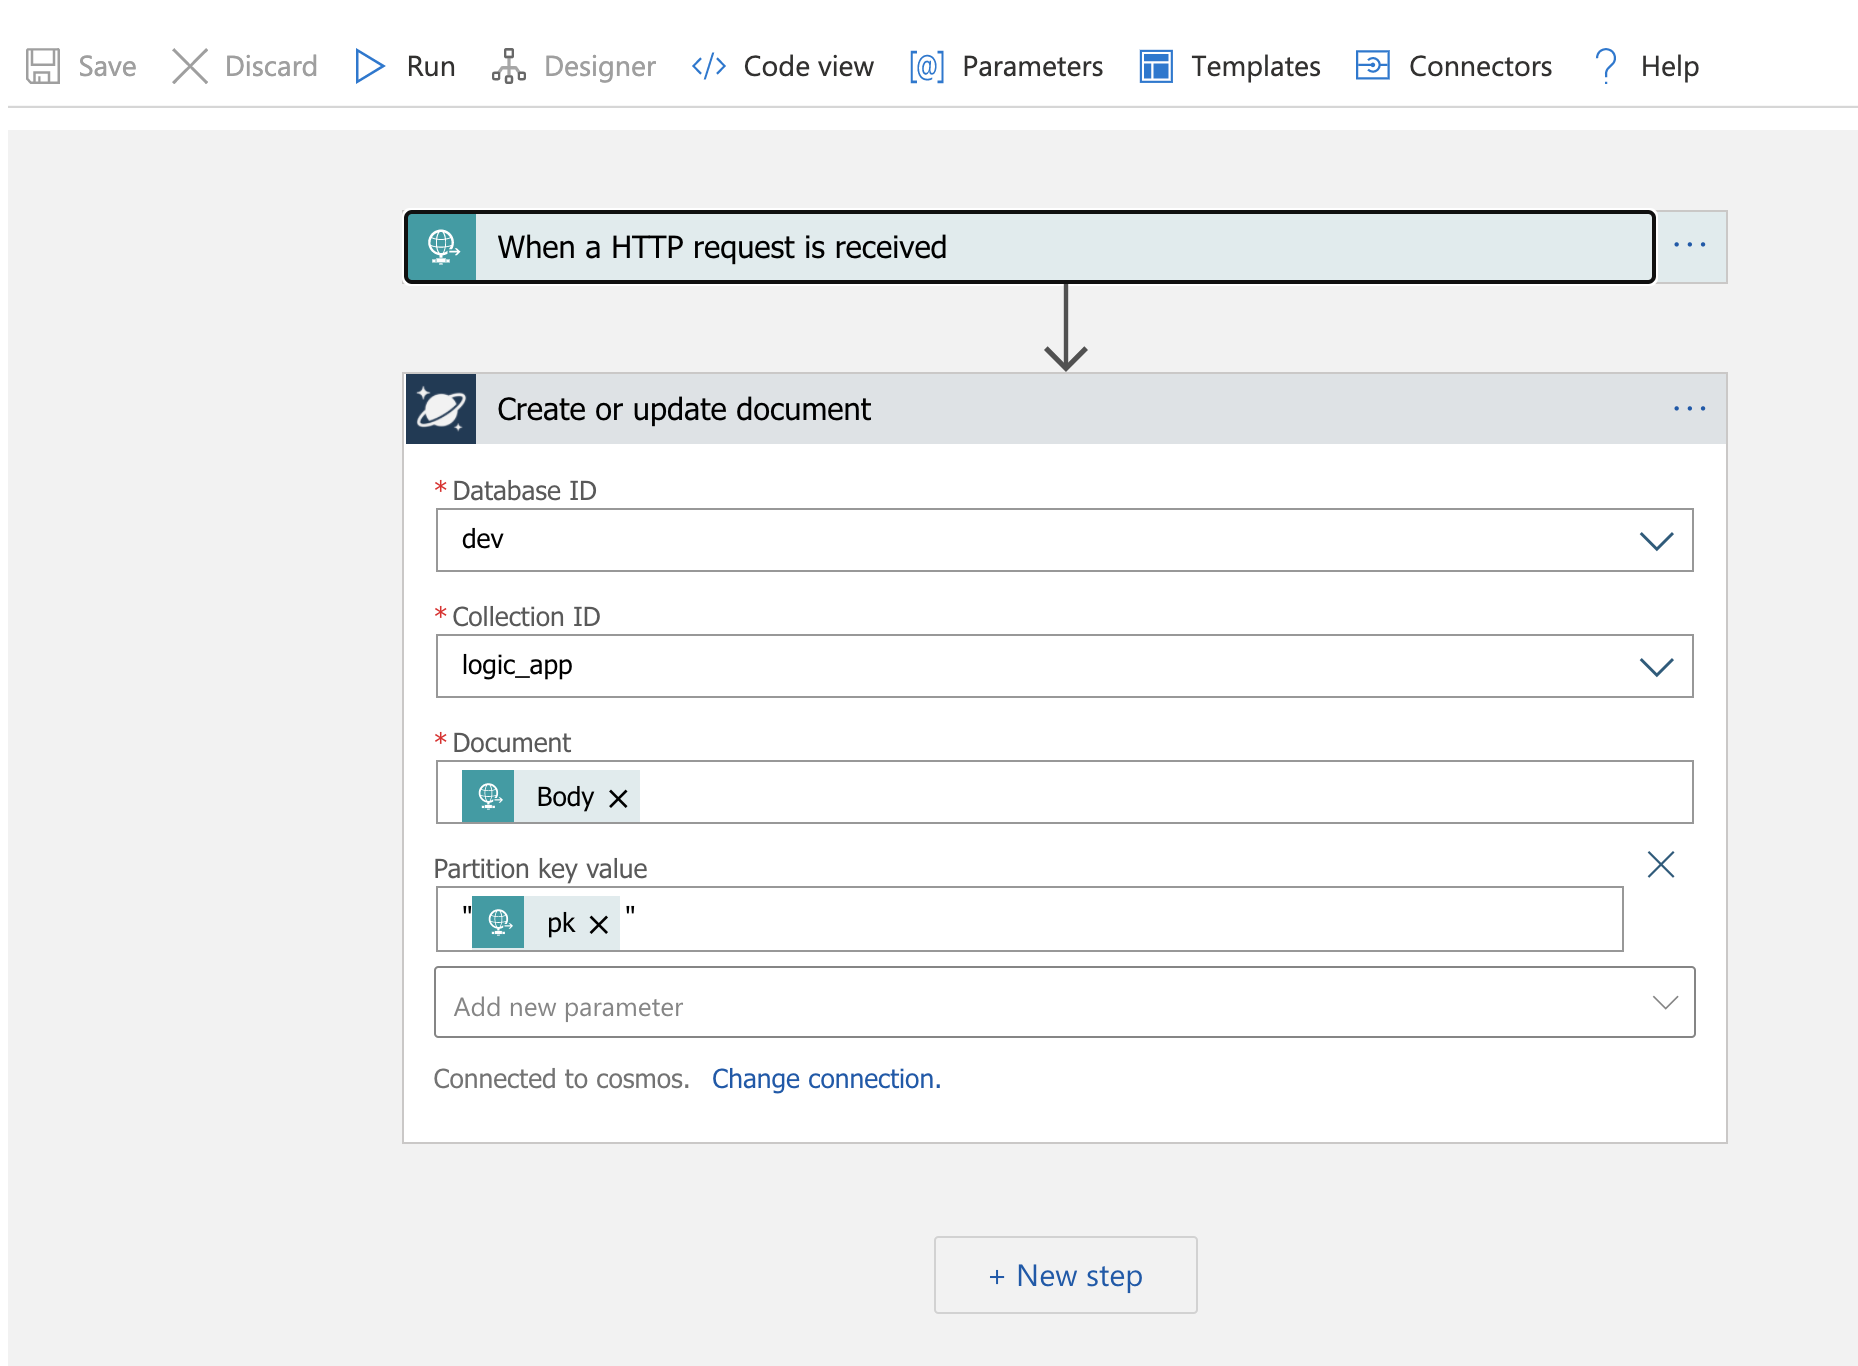 Save Discard Run Designer </> Code view [@] Parameters Templates Connectors ? Help
When a HTTP request is received ...
Create or update document ...
* Database ID
dev
* Collection ID
logic_app
* Document
Body
Partition key value
" pk "
Add new parameter
Connected to cosmos. Change connection.
+ New step